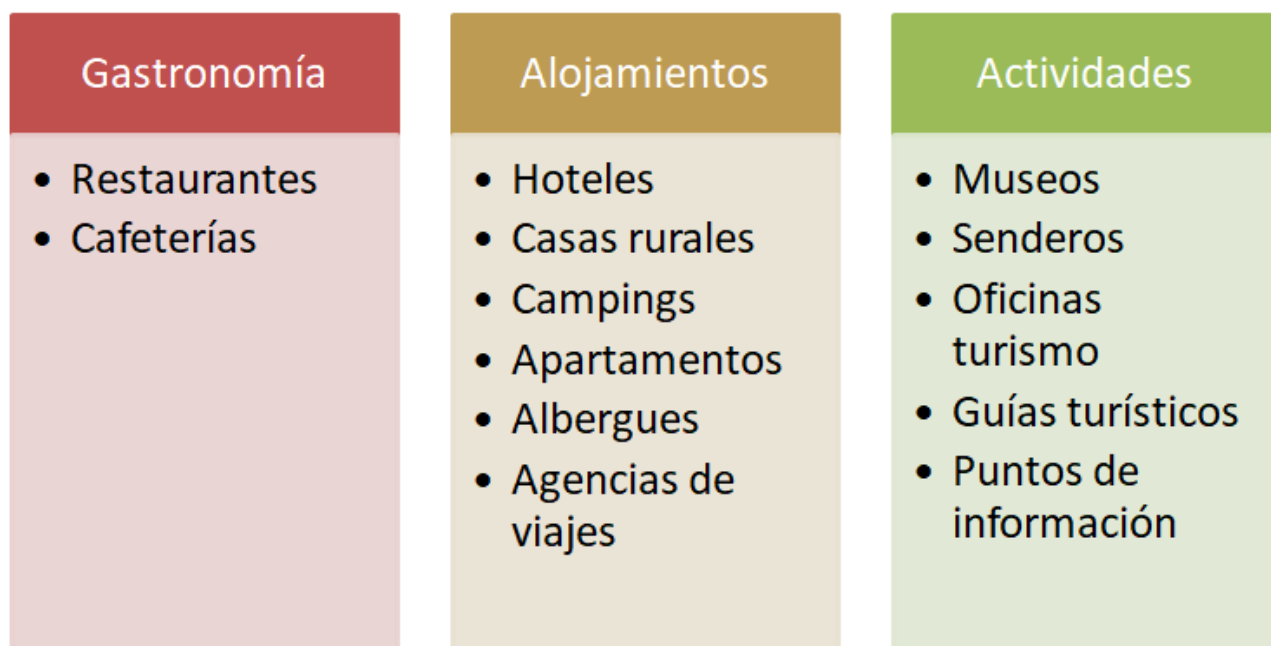 Gastronomía
• Restaurantes
• Cafeterías
Alojamientos
• Hoteles
• Casas rurales
• Campings
• Apartamentos
• Albergues
• Agencias de
viajes
Actividades
• Museos
• Senderos
• Oficinas
turismo
• Guías turísticos
• Puntos de
información